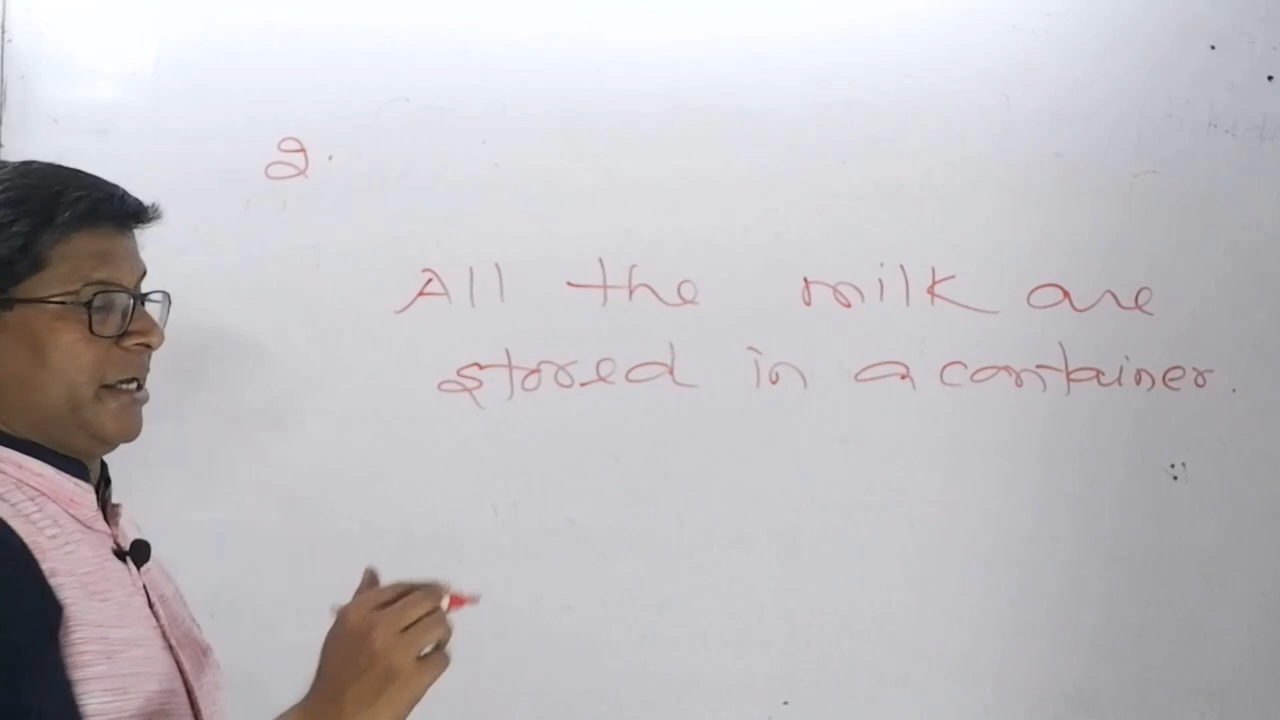 2.
All the milk are
stored in a container.